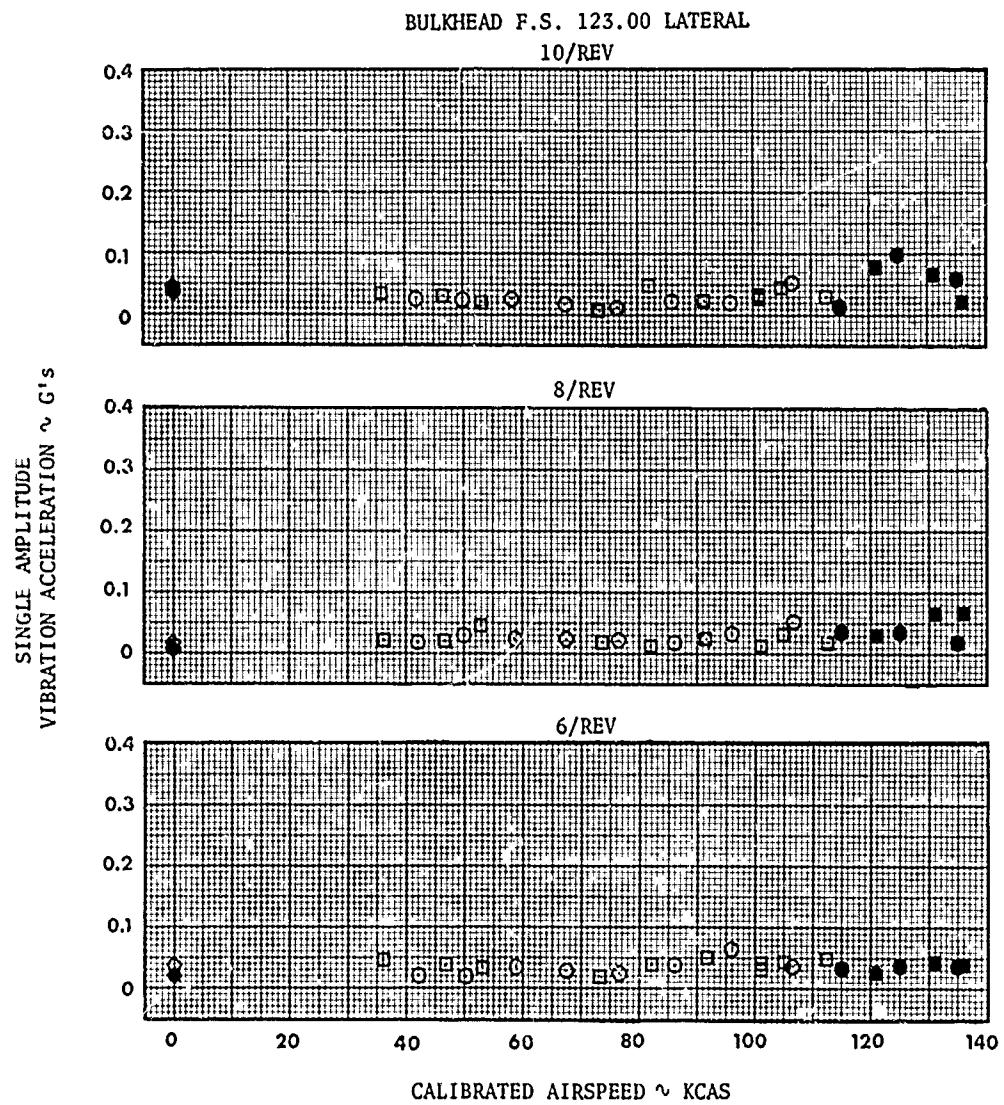 BULKHEAD F.S. 123.00 LATERAL
10/REV
0.4
0.3
0.2
0.1
0
8/REV
0.4
0.3
0.2
0.1
0
6/REV
0.4
0.3
0.2
0.1
0
0 20 40 60 80 100 120 140
SINGLE AMPLITUDE
VIBRATION ACCELERATION ~ G's
CALIBRATED AIRSPEED ~ KCAS